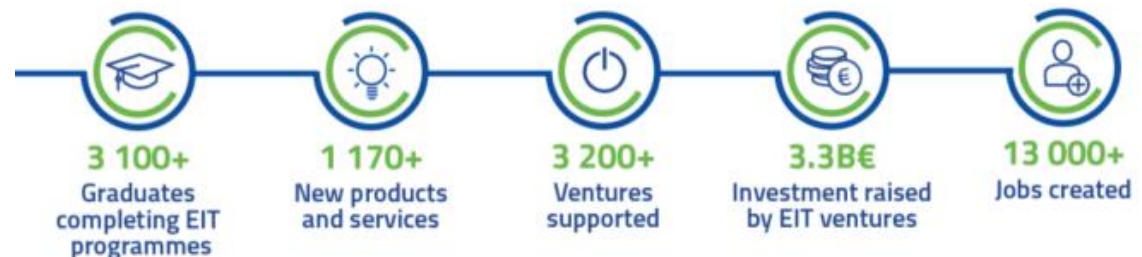 3 100+
Graduates
completing EIT
programmes
1 170+
New products
and services
3 200+
Ventures
supported
3.3B€
Investment raised
by EIT ventures
13 000+
Jobs created